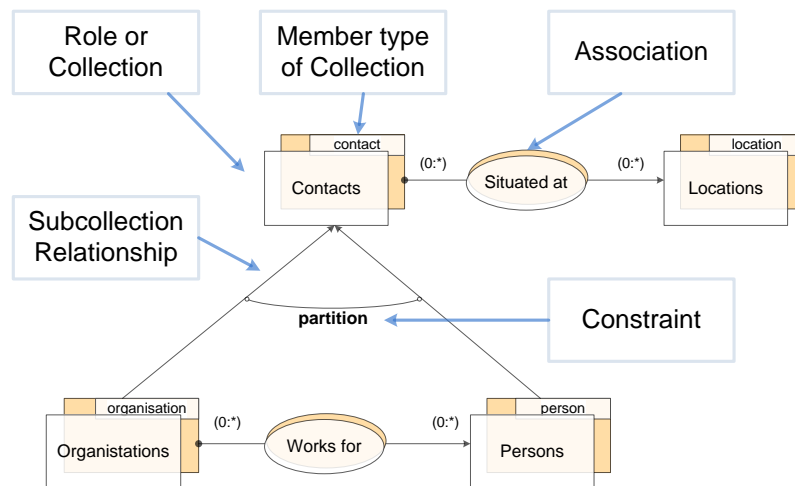 Role or
Collection
Member type
of Collection
Association
contact
Contacts
(0:*)
Situated at
(0:*)
location
Locations
Subcollection
Relationship
partition
Constraint
organisation
Organistations
(0:*)
Works for
(0:*)
person
Persons